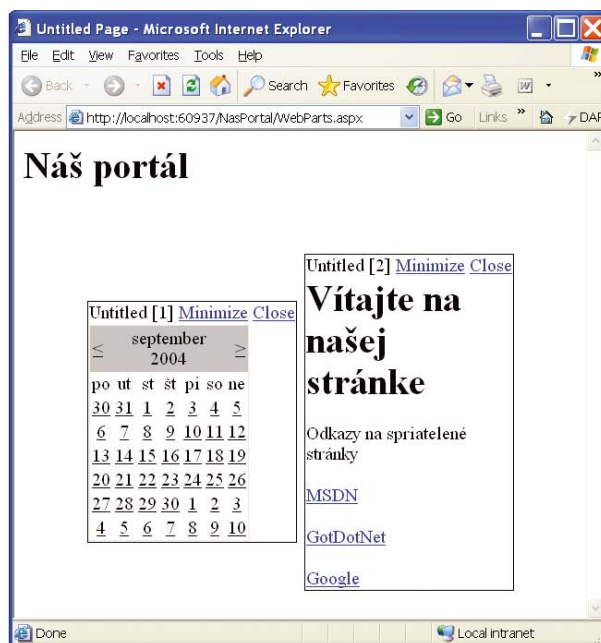 Untitled Page - Microsoft Internet Explorer
File Edit View Favorites Tools Help
Back Search Favorites
Address http://localhost:60937/NasPortal/WebParts.aspx Go Links »
Náš portál
Untitled [1] Minimize Close
< september 2004 >
po ut st št pi so ne
30 31 1 2 3 4 5
6 7 8 9 10 11 12
13 14 15 16 17 18 19
20 21 22 23 24 25 26
27 28 29 30 1 2 3
4 5 6 7 8 9 10
Untitled [2] Minimize Close
Vítajte na
našej
stránke
Odkazy na spriatelené
stránky
MSDN
GotDotNet
Google
Done Local intranet